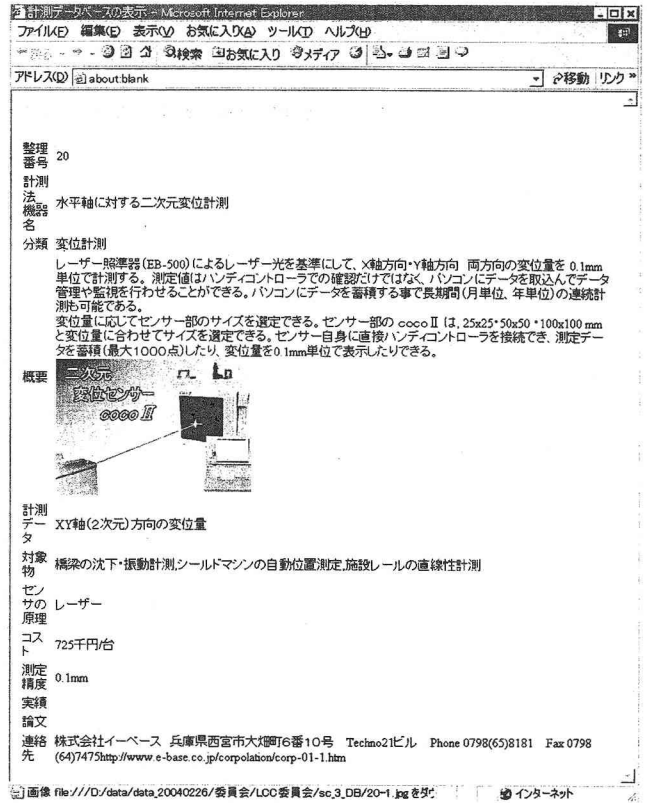 計測データベースの表示 - Microsoft Internet Explorer
ファイル(F) 編集(E) 表示(V) お気に入り(A) ツール(T) ヘルプ(H)
検索 お気に入り メディア
アドレス(D) about:blank 移動 リンク »
整理番号 20
計測法_機器名 水平軸に対する二次元変位計測
分類 変位計測
レーザー照準器(EB-500)によるレーザー光を基準にして、X軸方向・Y軸方向 両方向の変位量を 0.1mm
単位で計測する。 測定値はハンディコントローラでの確認だけではなく、パソコンにデータを取込んでデータ
管理や監視を行わせることができる。パソコンにデータを蓄積する事で長期間(月単位、年単位)の連続計
測も可能である。
変位量に応じてセンサー部のサイズを選定できる。センサー部の cocoⅡ は, 25x25・50x50 ・100x100 mm
と変位量に合わせてサイズを選定できる。センサー自身に直接ハンディコントローラを接続でき、測定デー
タを蓄積(最大1000点)したり、変位量を0.1mm単位で表示したりできる。
概要
二次元
変位センサー
coco Ⅱ
計測データ XY軸(2次元)方向の変位量
対象物 橋梁の沈下・振動計測,シールドマシンの自動位置測定,施設レールの直線性計測
センサの原理 レーザー
コスト 725千円/台
測定精度 0.1mm
実績
論文
連絡先 株式会社イーベース 兵庫県西宮市大畑町6番10号 Techno21ビル Phone 0798(65)8181 Fax 0798
(64)7475http://www.e-base.co.jp/corpolation/corp-01-1.htm
画像 file:///D:/data/data_20040226/委員会/LCC委員会/sc_3_DB/20-1.jpg をダ インターネット